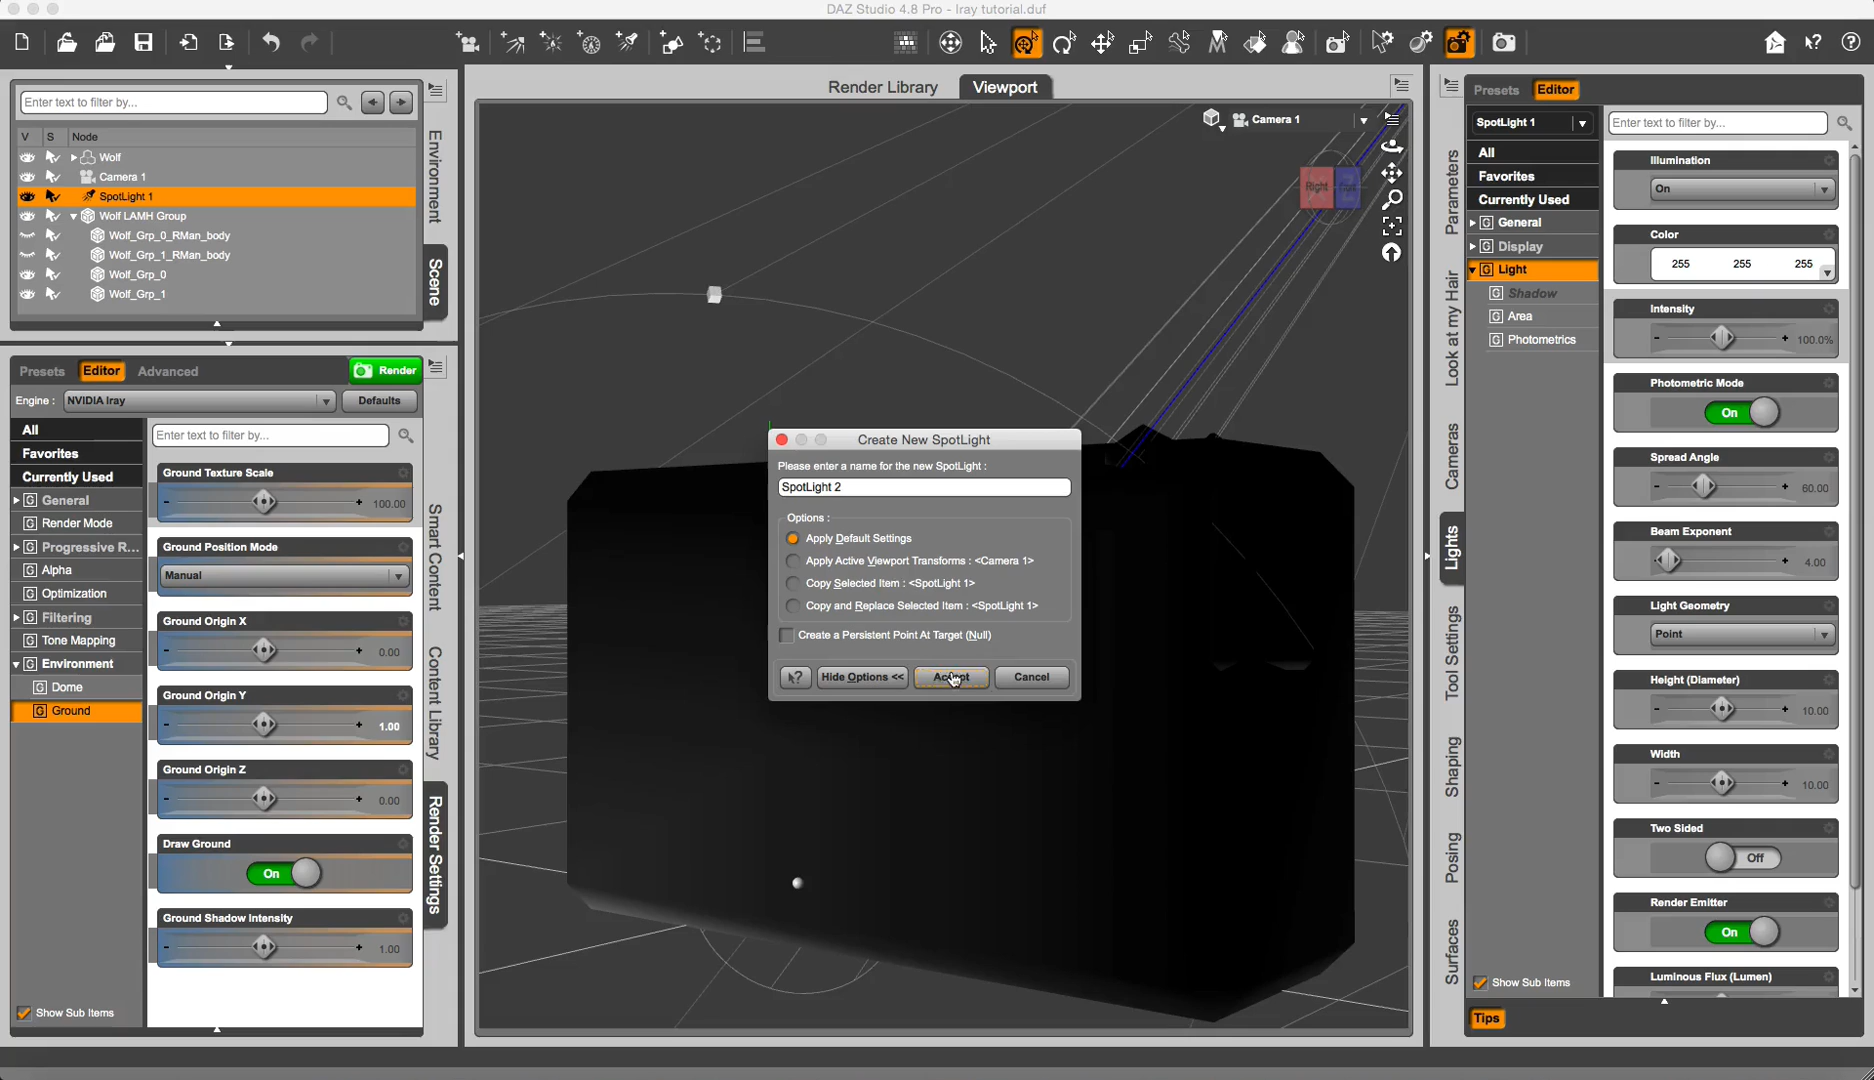 DAZ Studio 4.8 Pro - Iray tutorial.duf
Enter text to filter by...
V S Node
Wolf
Camera 1
SpotLight 1
Wolf LAMH Group
Wolf_Grp_0_RMan_body
Wolf_Grp_1_RMan_body
Wolf_Grp_0
Wolf_Grp_1
Environment
Scene
Presets Editor Advanced Render
Engine : NVIDIA Iray Defaults
All
Favorites
Currently Used
General
Render Mode
Progressive R...
Alpha
Optimization
Filtering
Tone Mapping
Environment
Dome
Ground
Show Sub Items
Enter text to filter by...
Ground Texture Scale
100.00
Ground Position Mode
Manual
Ground Origin X
0.00
Ground Origin Y
1.00
Ground Origin Z
0.00
Draw Ground
On
Ground Shadow Intensity
1.00
Smart Content
Content Library
Render Settings
Render Library Viewport
Camera 1
Right
Create New SpotLight
Please enter a name for the new SpotLight :
SpotLight 2
Options :
Apply Default Settings
Apply Active Viewport Transforms : <Camera 1>
Copy Selected Item : <SpotLight 1>
Copy and Replace Selected Item : <SpotLight 1>
Create a Persistent Point At Target (Null)
Hide Options << Accept Cancel
Parameters
Look at my Hair
Cameras
Lights
Tool Settings
Shaping
Posing
Surfaces
Presets Editor
SpotLight 1
All
Favorites
Currently Used
General
Display
Light
Shadow
Area
Photometrics
Show Sub Items
Tips
Enter text to filter by...
Illumination
On
Color
255 255 255
Intensity
100.0%
Photometric Mode
On
Spread Angle
60.00
Beam Exponent
4.00
Light Geometry
Point
Height (Diameter)
10.00
Width
10.00
Two Sided
Off
Render Emitter
On
Luminous Flux (Lumen)